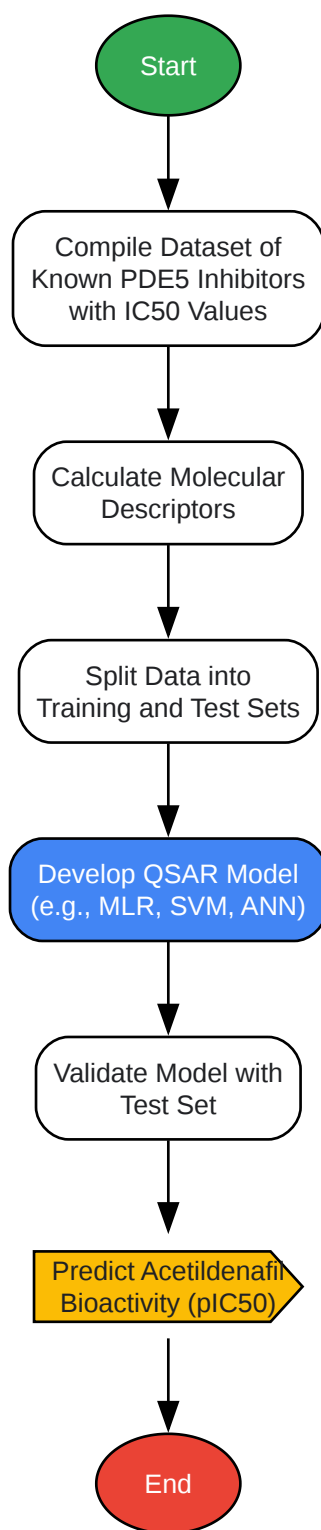 Start
Compile Dataset of
Known PDE5 Inhibitors
with IC50 Values
Calculate Molecular
Descriptors
Split Data into
Training and Test Sets
Develop QSAR Model
(e.g., MLR, SVM, ANN)
Validate Model with
Test Set
Predict Acetildenafil
Bioactivity (pIC50)
End